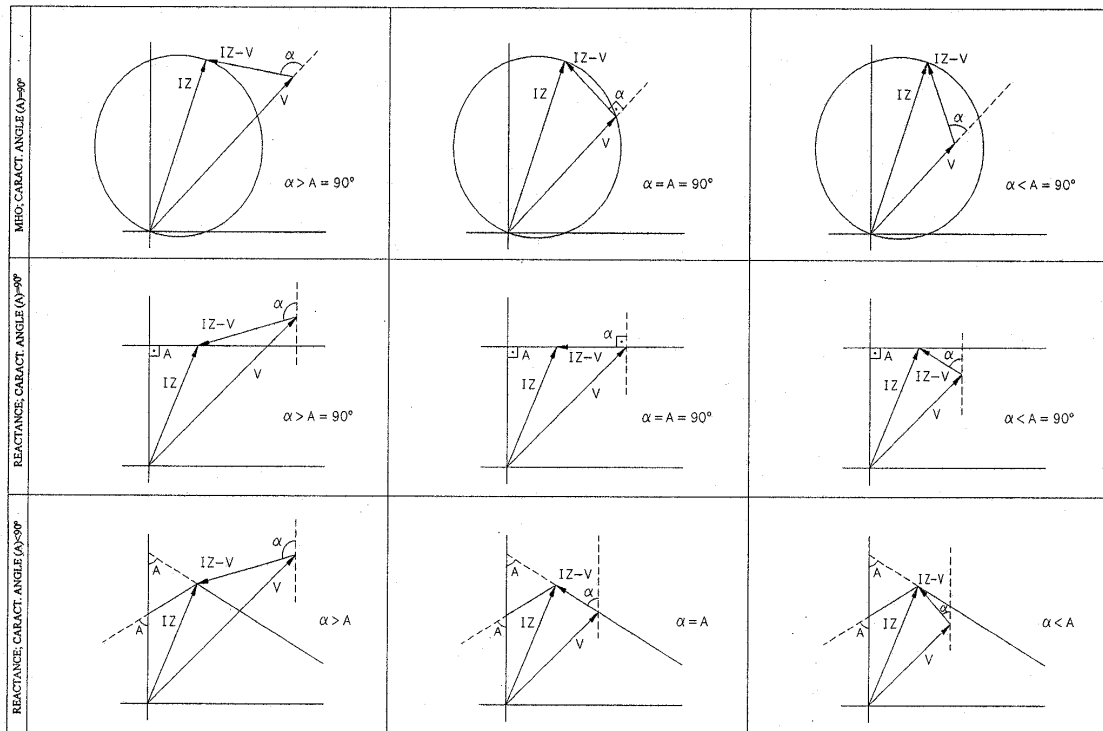 MHO; CARACT. ANGLE (A)=90°
IZ-V
α
IZ
V
α > A = 90°
IZ-V
α
IZ
V
α = A = 90°
IZ-V
IZ
α
V
α < A = 90°
REACTANCE; CARACT. ANGLE (A)=90°
α
IZ-V
A
IZ
V
α > A = 90°
α
A
IZ-V
IZ
V
α = A = 90°
A
α
IZ
IZ-V
V
α < A = 90°
REACTANCE; CARACT. ANGLE (A)<90°
α
A
IZ-V
V
A
IZ
α > A
A
IZ-V
α
A
IZ
V
α = A
A
IZ-V
α
A
IZ
V
α < A